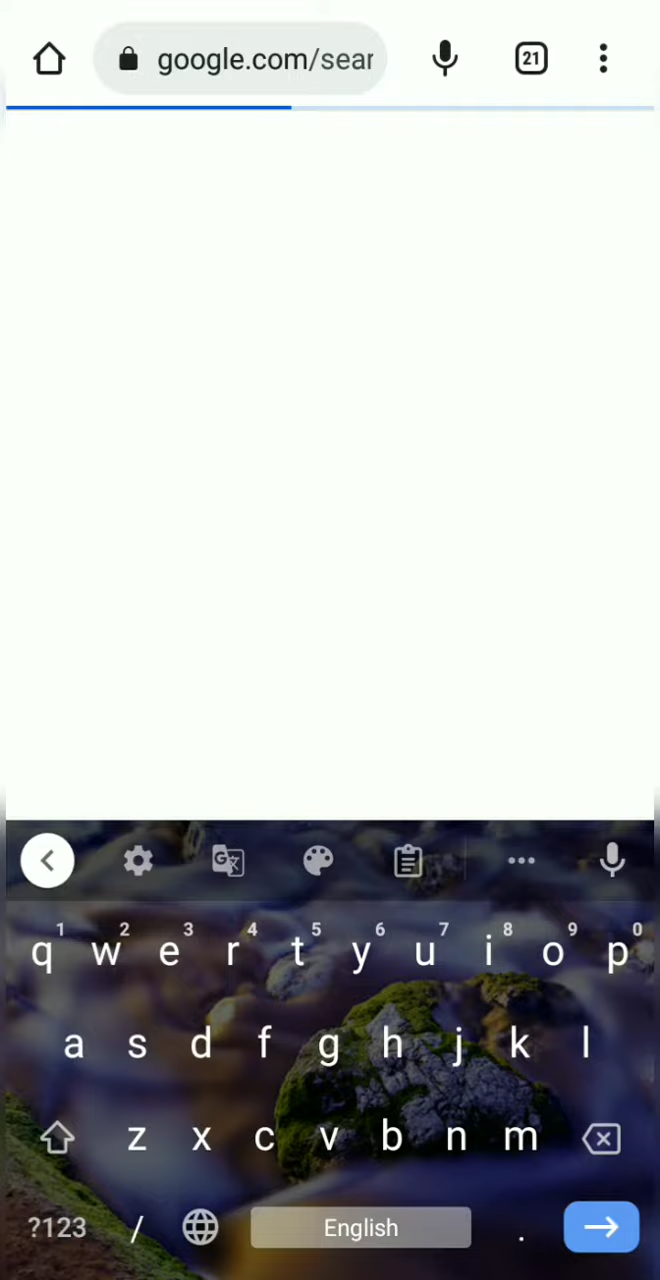 google.com/sear
21
1 2 3 4 5 6 7 8 9 0
q w e r t y u i o p
a s d f g h j k l
z x c v b n m
?123 / English .